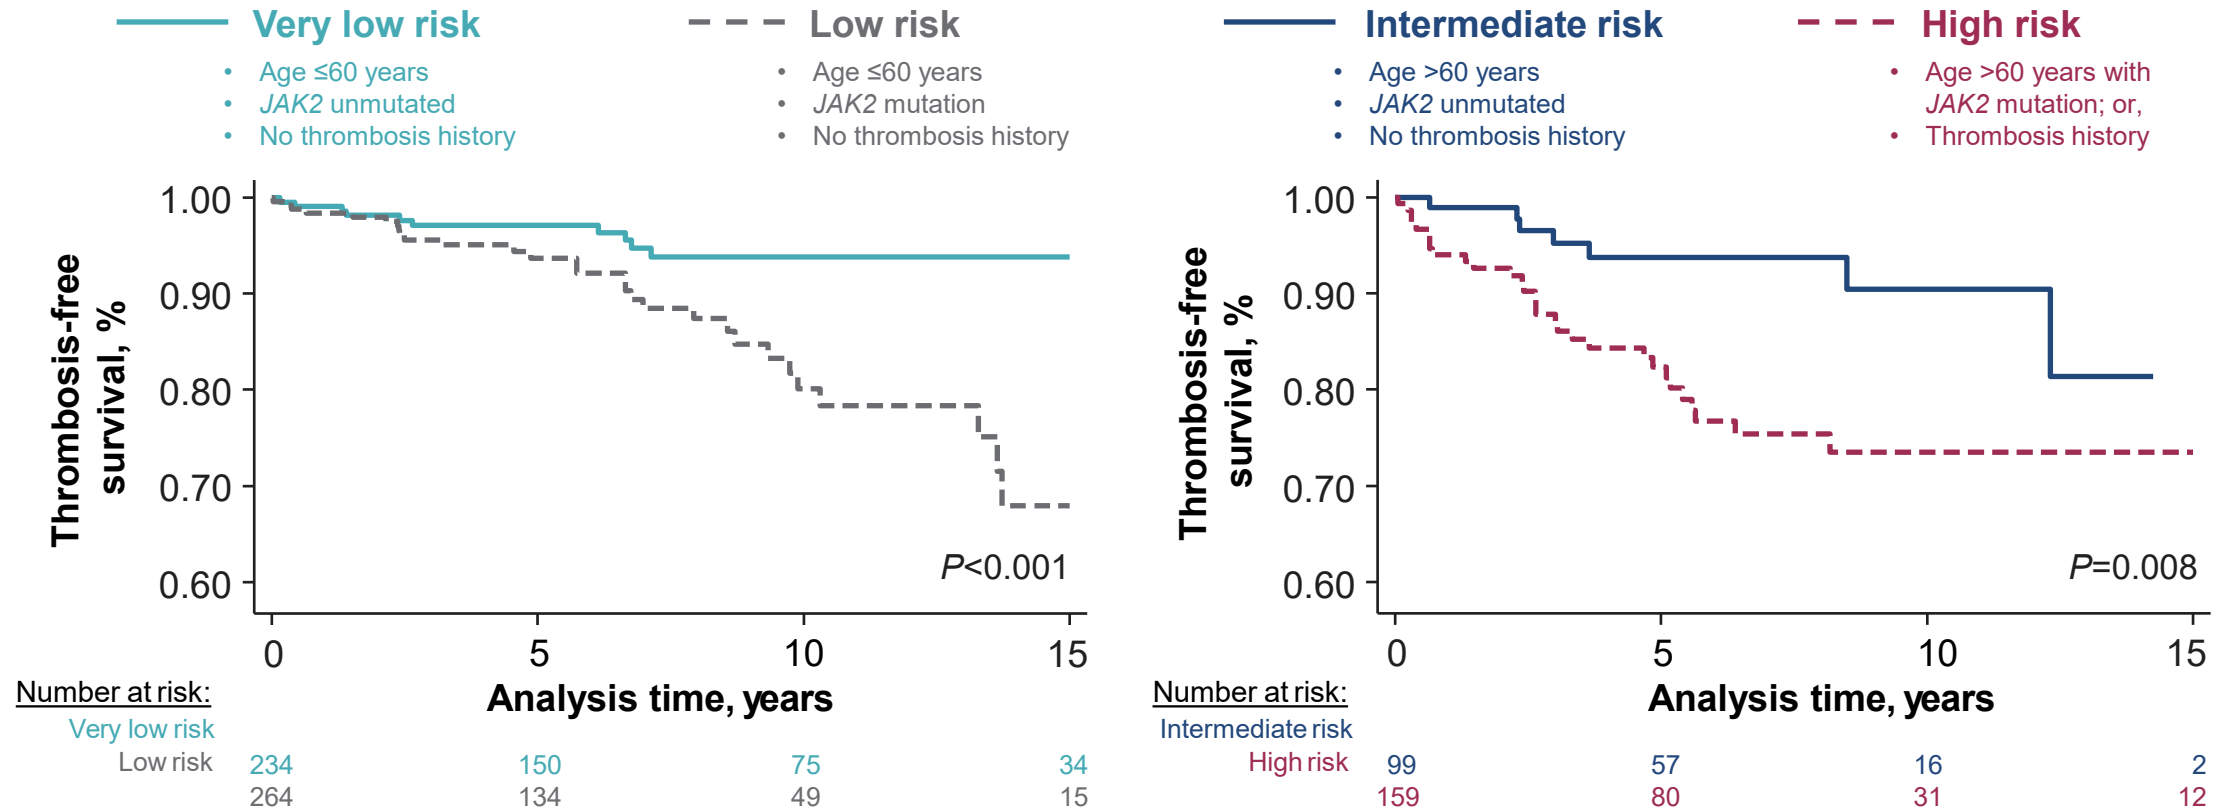 Very low risk
• Age ≤60 years
• JAK2 unmutated
• No thrombosis history
Low risk
• Age ≤60 years
• JAK2 mutation
• No thrombosis history
Thrombosis-free
survival, %
1.00
0.90
0.80
0.70
0.60
P<0.001
0 5 10 15
Analysis time, years
Number at risk:
Very low risk
Low risk
234 150 75 34
264 134 49 15
Intermediate risk
• Age >60 years
• JAK2 unmutated
• No thrombosis history
High risk
• Age >60 years with
JAK2 mutation; or,
• Thrombosis history
Thrombosis-free
survival, %
1.00
0.90
0.80
0.70
0.60
P=0.008
0 5 10 15
Analysis time, years
Number at risk:
Intermediate risk
High risk
99 57 16 2
159 80 31 12